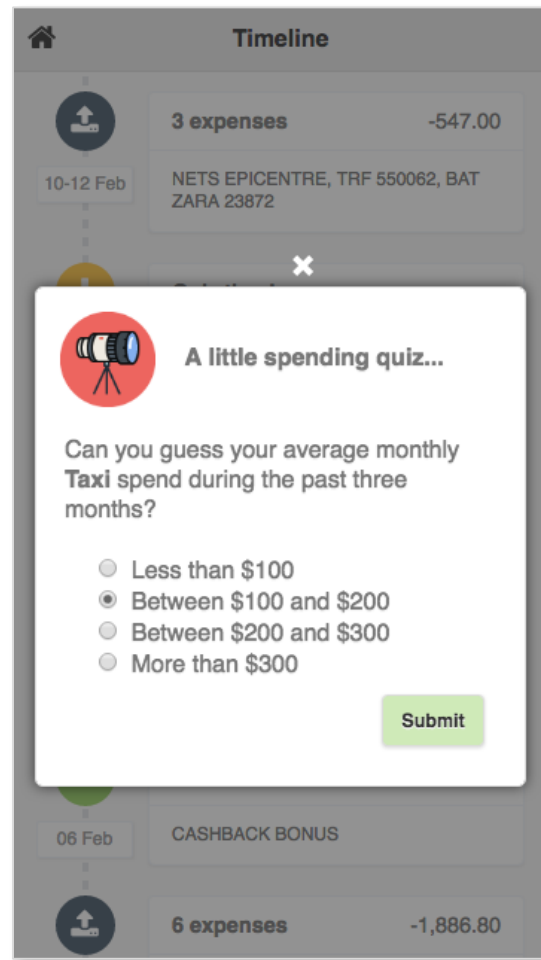 Timeline
3 expenses -547.00
10-12 Feb
NETS EPICENTRE, TRF 550062, BAT
ZARA 23872
A little spending quiz...
Can you guess your average monthly
Taxi spend during the past three
months?
Less than $100
Between $100 and $200
Between $200 and $300
More than $300
Submit
06 Feb
CASHBACK BONUS
6 expenses -1,886.80